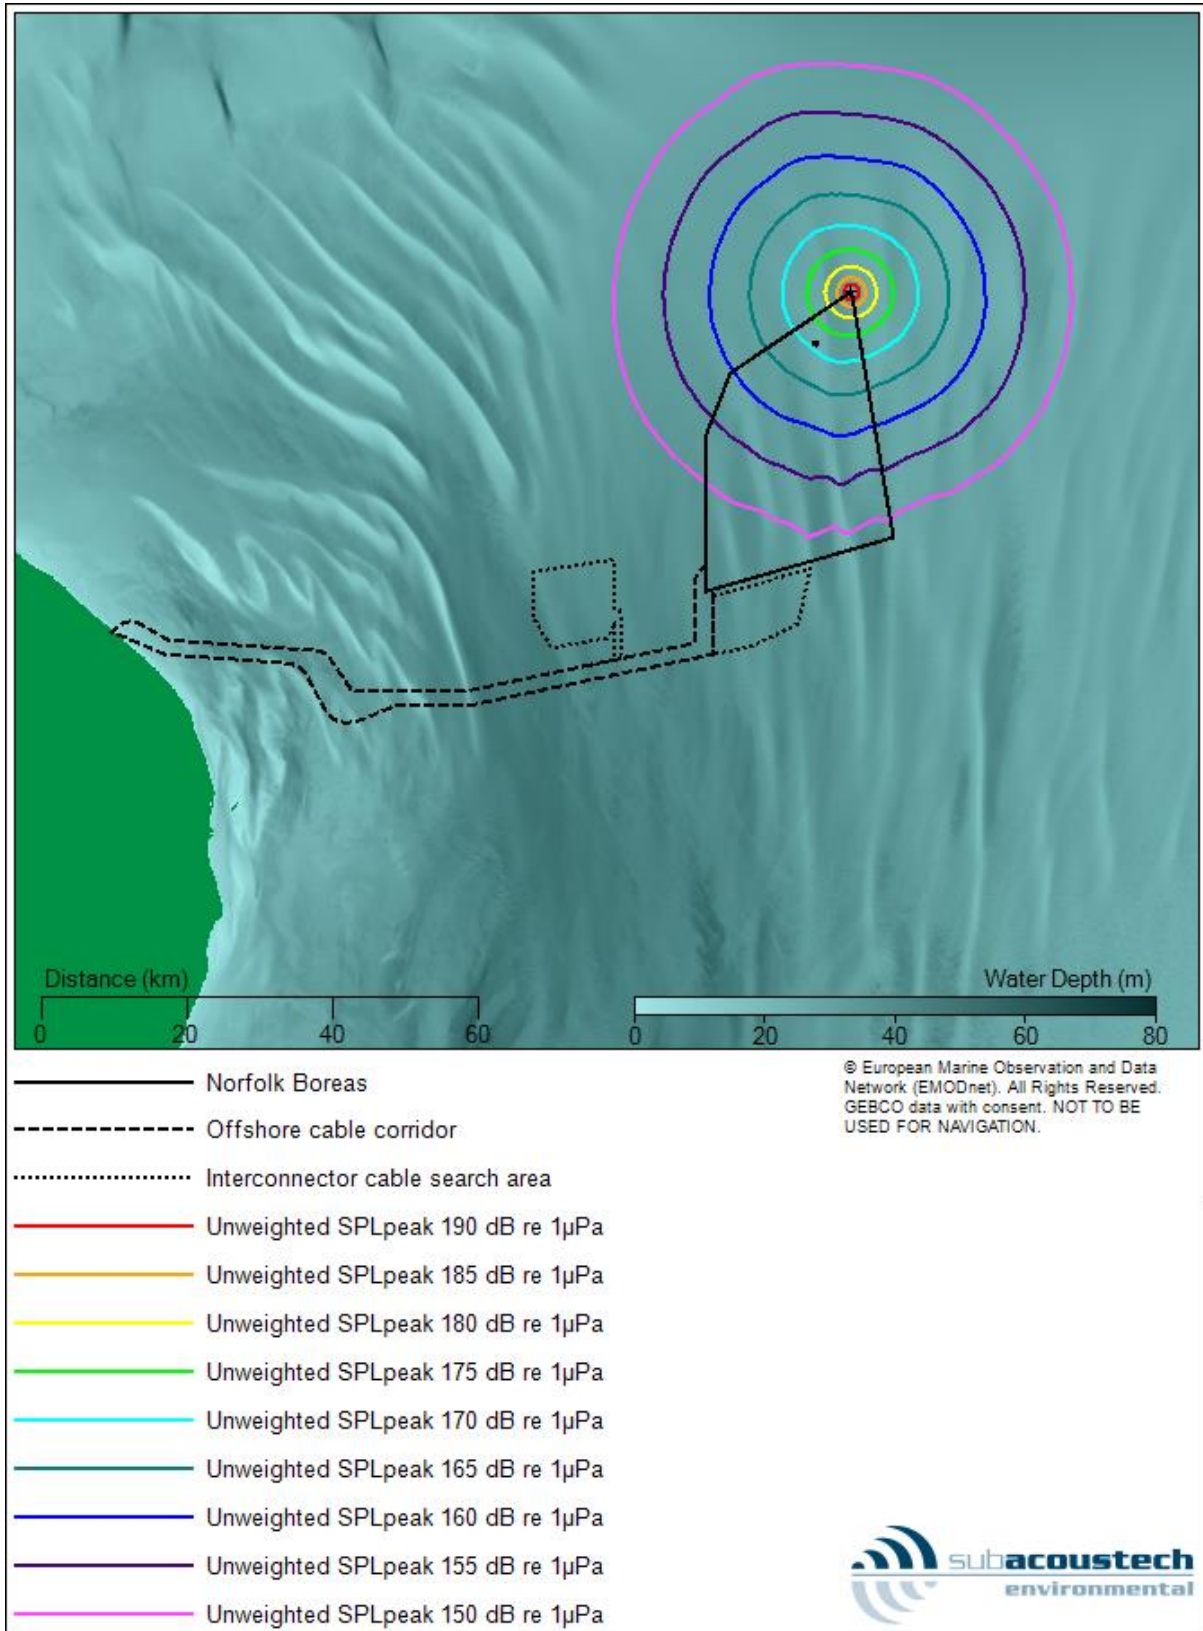 Distance (km)
0 20 40 60
Water Depth (m)
0 20 40 60 80
© European Marine Observation and Data
Network (EMODnet). All Rights Reserved.
GEBCO data with consent. NOT TO BE
USED FOR NAVIGATION.
Norfolk Boreas
Offshore cable corridor
Interconnector cable search area
Unweighted SPLpeak 190 dB re 1µPa
Unweighted SPLpeak 185 dB re 1µPa
Unweighted SPLpeak 180 dB re 1µPa
Unweighted SPLpeak 175 dB re 1µPa
Unweighted SPLpeak 170 dB re 1µPa
Unweighted SPLpeak 165 dB re 1µPa
Unweighted SPLpeak 160 dB re 1µPa
Unweighted SPLpeak 155 dB re 1µPa
Unweighted SPLpeak 150 dB re 1µPa
subacoustech
environmental